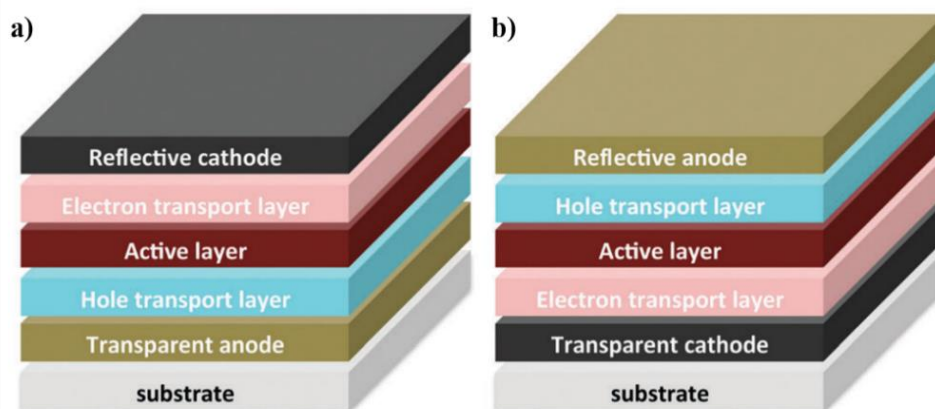 a)
Reflective cathode
Electron transport layer
Active layer
Hole transport layer
Transparent anode
substrate
b)
Reflective anode
Hole transport layer
Active layer
Electron transport layer
Transparent cathode
substrate